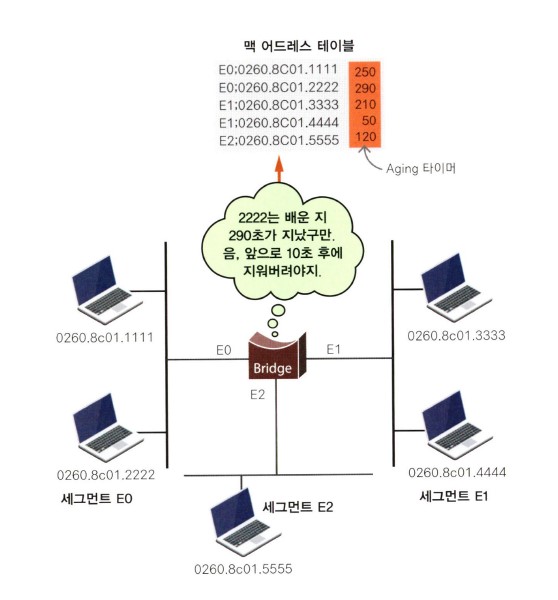 맥 어드레스 테이블
E0;0260.8C01.1111 250
E0;0260.8C01.2222 290
E1;0260.8C01.3333 210
E1;0260.8C01.4444 50
E2;0260.8C01.5555 120
Aging 타이머
2222는 배운 지
290초가 지났구만.
음, 앞으로 10초 후에
지워버려야지.
0260.8c01.1111
0260.8c01.3333
E0
E1
Bridge
E2
0260.8c01.2222
0260.8c01.4444
세그먼트 E0
세그먼트 E2
세그먼트 E1
0260.8c01.5555